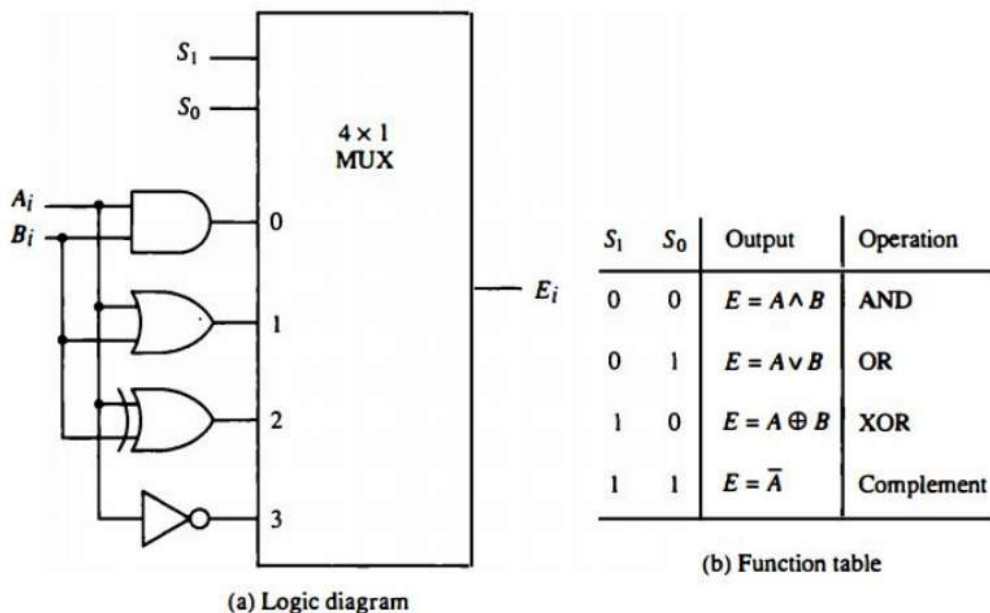 S₁
S₀
4 × 1
MUX
Aᵢ
Bᵢ
0
1
2
3
Eᵢ
(a) Logic diagram
S₁ S₀ Output Operation
0 0 E = A ∧ B AND
0 1 E = A ∨ B OR
1 0 E = A ⊕ B XOR
1 1 E = A̅ Complement
(b) Function table